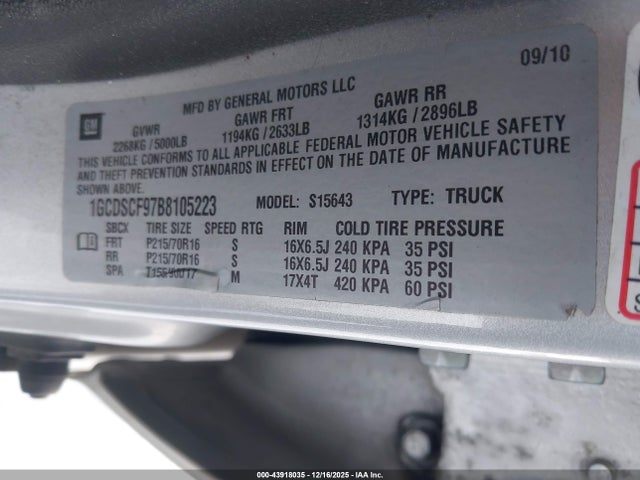 09/10
MFD BY GENERAL MOTORS LLC
GM
GVWR GAWR FRT GAWR RR
2268KG/5000LB 1194KG/2633LB 1314KG/2896LB
THIS VEHICLE CONFORMS TO ALL APPLICABLE FEDERAL MOTOR VEHICLE SAFETY
AND THEFT PREVENTION STANDARDS IN EFFECT ON THE DATE OF MANUFACTURE
SHOWN ABOVE.
1GCDSCF97B8105223 MODEL: S15643 TYPE: TRUCK
SBCX TIRE SIZE SPEED RTG RIM COLD TIRE PRESSURE
FRT P215/70R16 S 16X6.5J 240 KPA 35 PSI
RR P215/70R16 S 16X6.5J 240 KPA 35 PSI
SPA M 17X4T 420 KPA 60 PSI
000-43918035 - 12/16/2025 - IAA Inc.